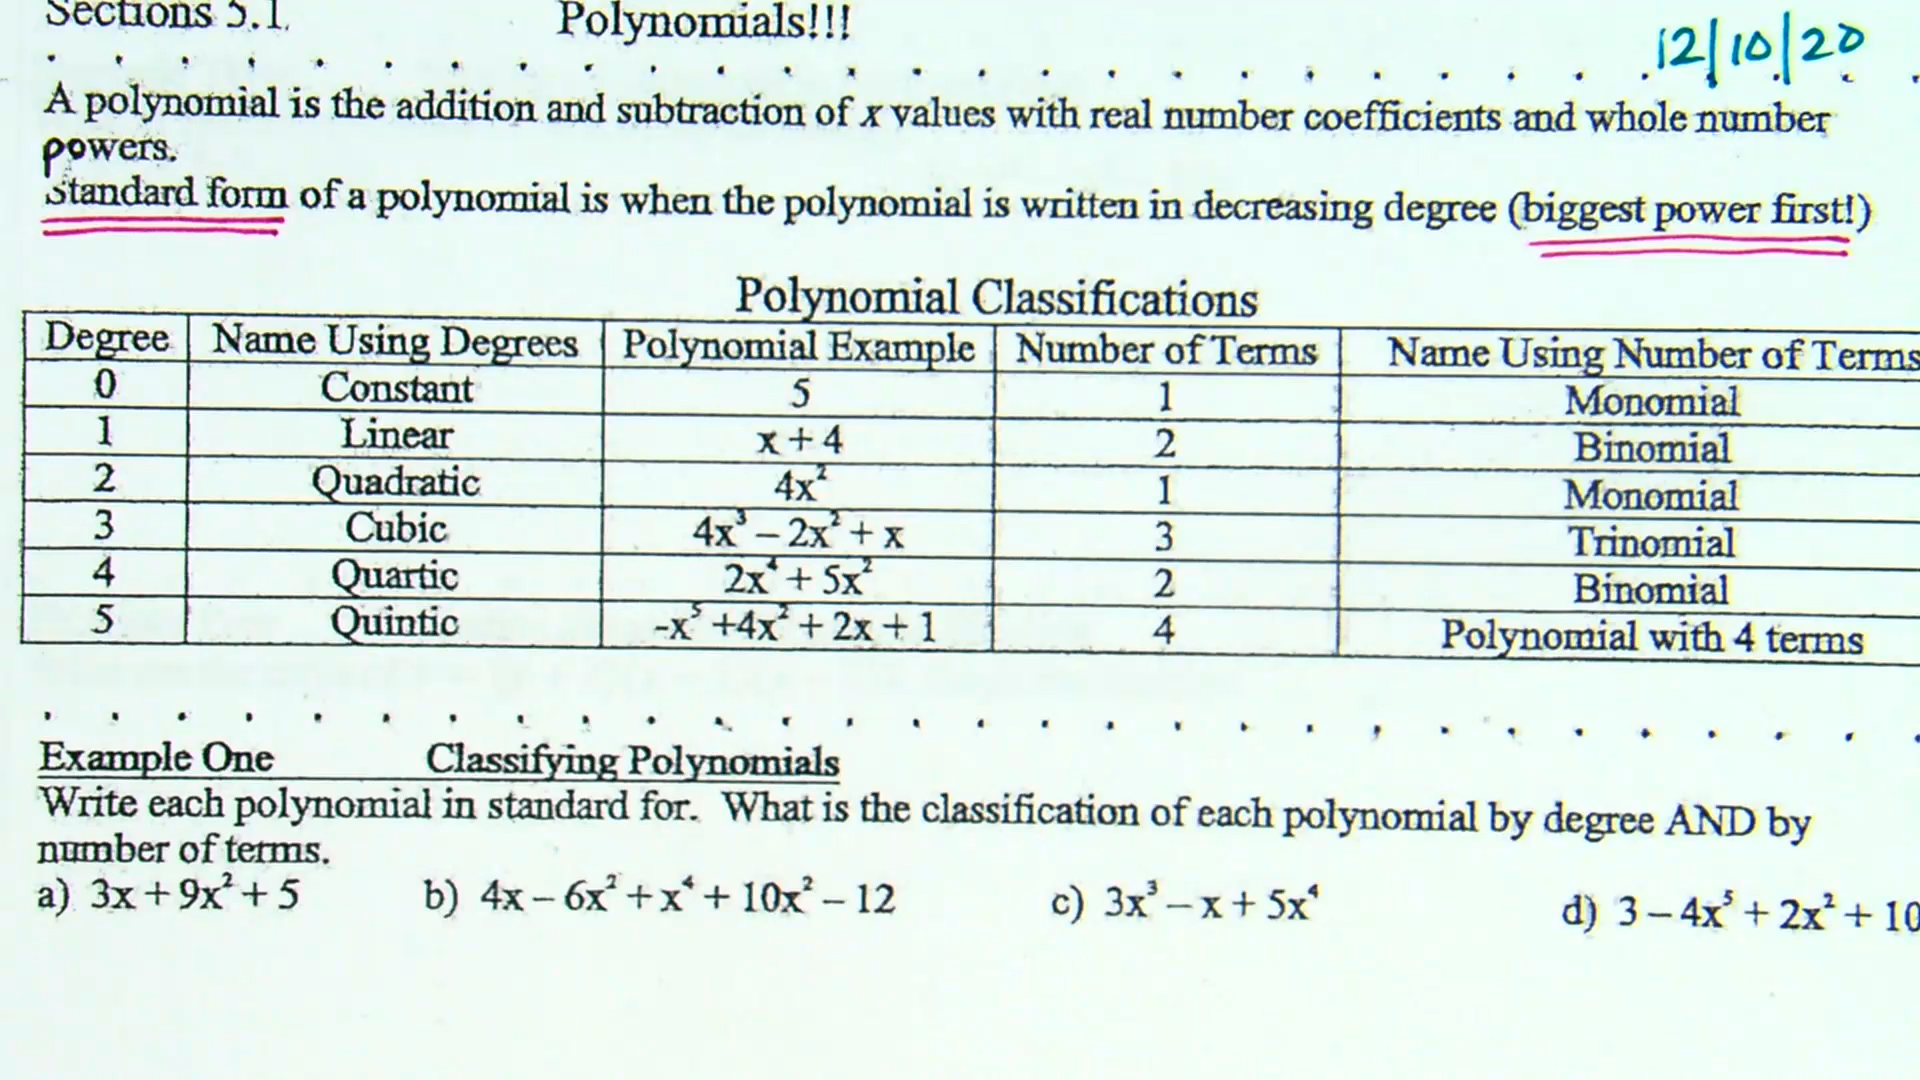 Sections 5.1. Polynomials!!! 12/10/20
A polynomial is the addition and subtraction of x values with real number coefficients and whole number
powers.
Standard form of a polynomial is when the polynomial is written in decreasing degree (biggest power first!)
Polynomial Classifications
Degree Name Using Degrees Polynomial Example Number of Terms Name Using Number of Terms
0 Constant 5 1 Monomial
1 Linear x + 4 2 Binomial
2 Quadratic 4x² 1 Monomial
3 Cubic 4x³ – 2x² + x 3 Trinomial
4 Quartic 2x⁴ + 5x² 2 Binomial
5 Quintic -x⁵ +4x² + 2x + 1 4 Polynomial with 4 terms
Example One Classifying Polynomials
Write each polynomial in standard for. What is the classification of each polynomial by degree AND by
number of terms.
a) 3x + 9x² + 5 b) 4x – 6x² + x⁴ + 10x² – 12 c) 3x³ – x + 5x⁴ d) 3 – 4x⁵ + 2x² + 10